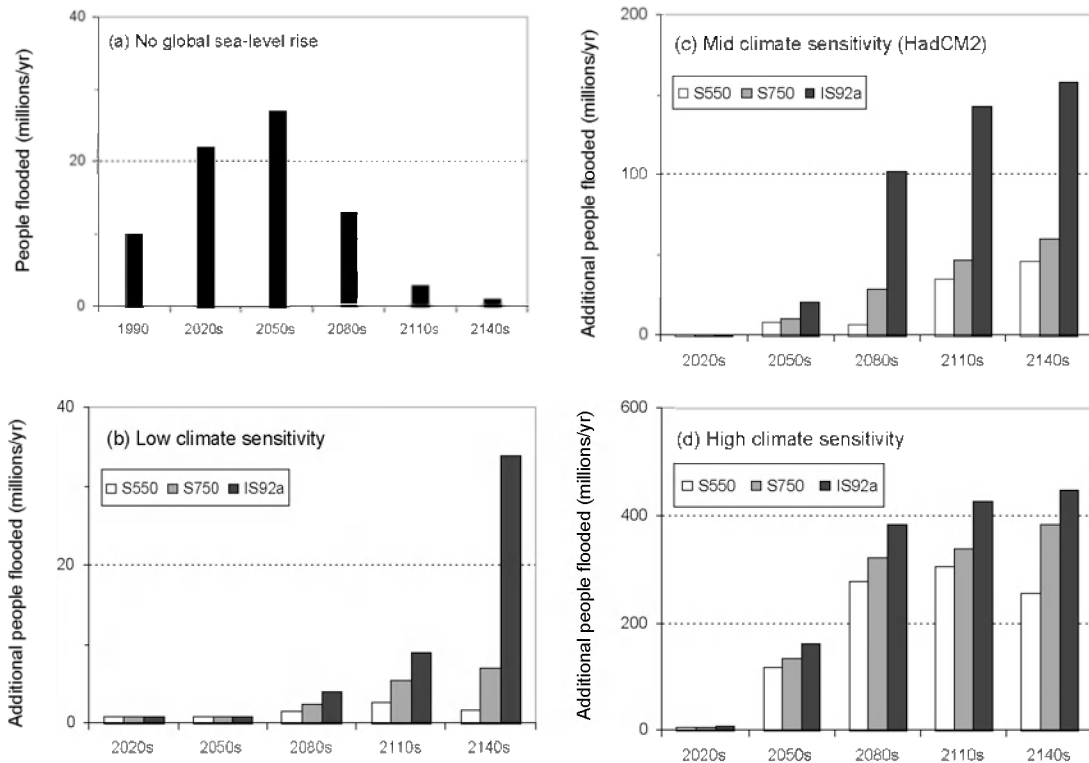 People flooded (millions/yr)
40
20
0
(a) No global sea-level rise
1990 2020s 2050s 2080s 2110s 2140s
Additional people flooded (millions/yr)
40
20
0
(b) Low climate sensitivity
S550 S750 IS92a
2020s 2050s 2080s 2110s 2140s
Additional people flooded (millions/yr)
200
100
0
(c) Mid climate sensitivity (HadCM2)
S550 S750 IS92a
2020s 2050s 2080s 2110s 2140s
Additional people flooded (millions/yr)
600
400
200
0
(d) High climate sensitivity
S550 S750 IS92a
2020s 2050s 2080s 2110s 2140s